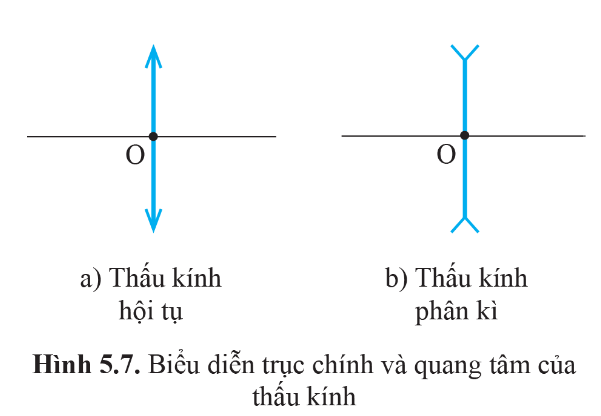 O
O
a) Thấu kính
hội tụ
b) Thấu kính
phân kì
Hình 5.7. Biểu diễn trục chính và quang tâm của
thấu kính